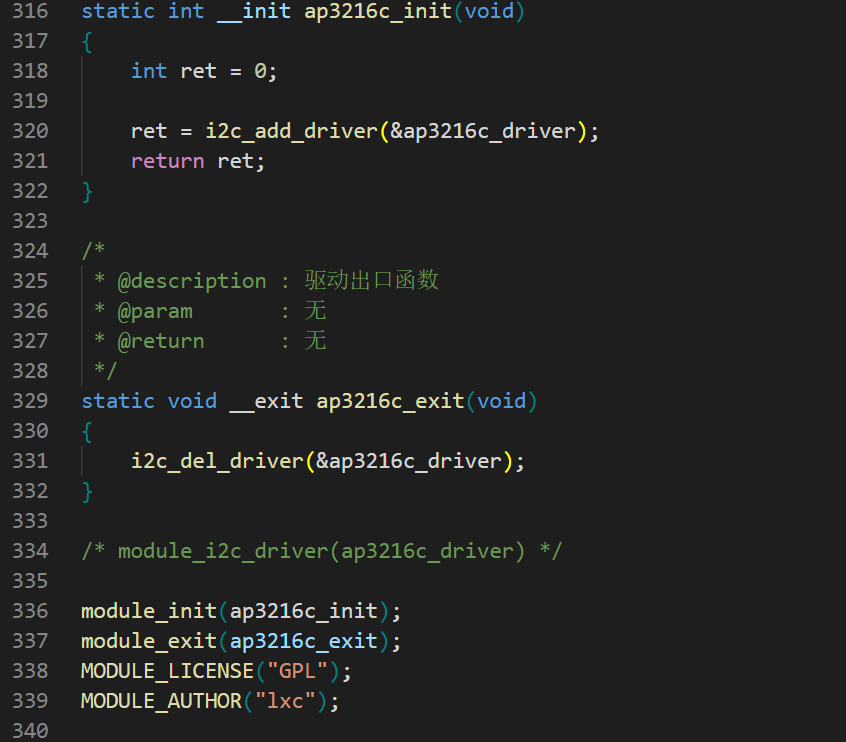 316 static int __init ap3216c_init(void)
317 {
318     int ret = 0;
319
320     ret = i2c_add_driver(&ap3216c_driver);
321     return ret;
322 }
323
324 /*
325  * @description : 驱动出口函数
326  * @param       : 无
327  * @return      : 无
328  */
329 static void __exit ap3216c_exit(void)
330 {
331     i2c_del_driver(&ap3216c_driver);
332 }
333
334 /* module_i2c_driver(ap3216c_driver) */
335
336 module_init(ap3216c_init);
337 module_exit(ap3216c_exit);
338 MODULE_LICENSE("GPL");
339 MODULE_AUTHOR("lxc");
340